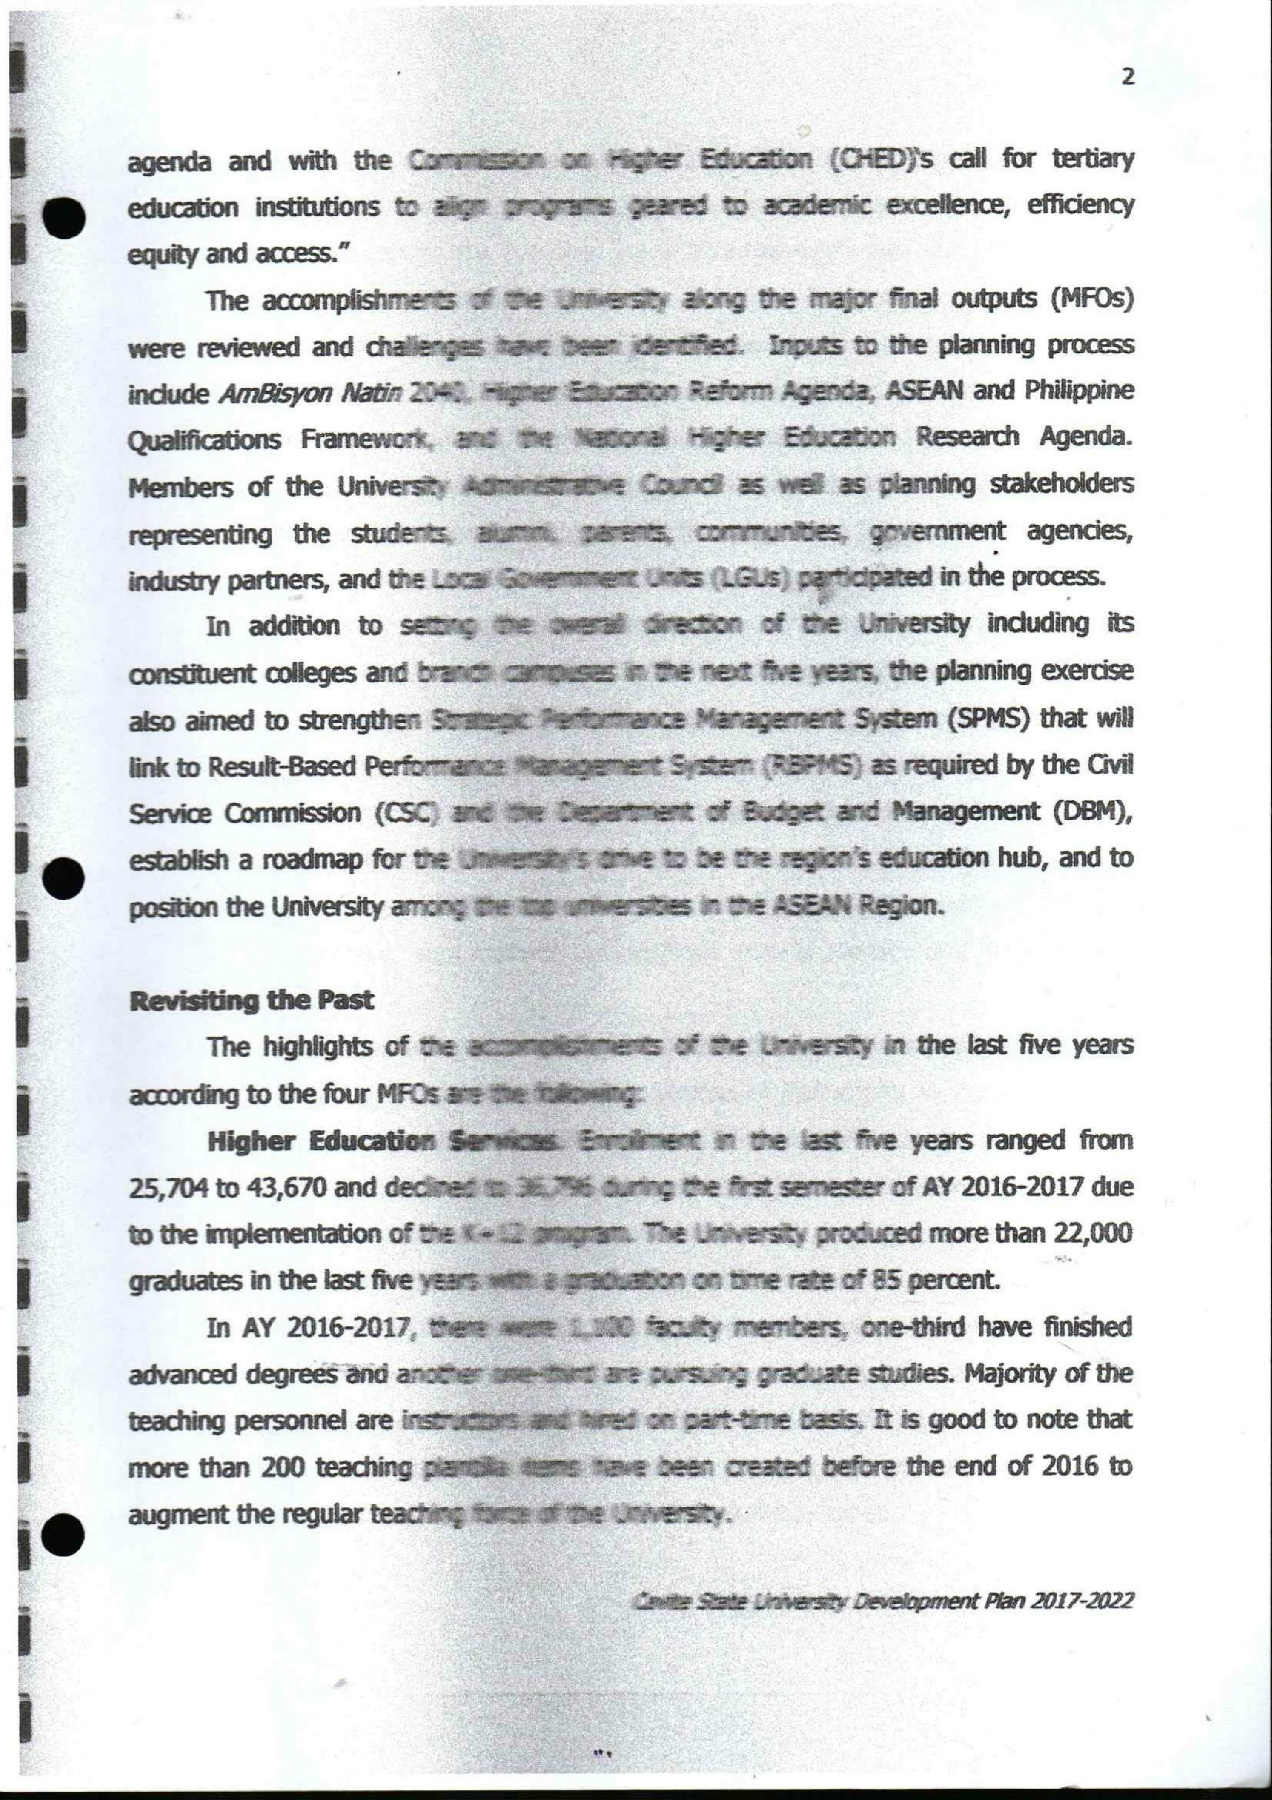 2
agenda and with the Commission on Higher Education (CHED)'s call for tertiary
education institutions to align programs geared to academic excellence, efficiency
equity and access.”
The accomplishments of the University along the major final outputs (MFOs)
were reviewed and challenges have been identified. Inputs to the planning process
include AmBisyon Natin 2040, Higher Education Reform Agenda, ASEAN and Philippine
Qualifications Framework, and the National Higher Education Research Agenda.
Members of the University Administrative Council as well as planning stakeholders
representing the students, alumni, parents, communities, government agencies,
industry partners, and the Local Government Units (LGUs) participated in the process.
In addition to setting the overall direction of the University including its
constituent colleges and branch campuses in the next five years, the planning exercise
also aimed to strengthen Strategic Performance Management System (SPMS) that will
link to Result-Based Performance Management System (RBPMS) as required by the Civil
Service Commission (CSC) and the Department of Budget and Management (DBM),
establish a roadmap for the University's drive to be the region's education hub, and to
position the University among the top universities in the ASEAN Region.
Revisiting the Past
The highlights of the accomplishments of the University in the last five years
according to the four MFOs are the following:
Higher Education Services. Enrollment in the last five years ranged from
25,704 to 43,670 and declined to during the first semester of AY 2016-2017 due
to the implementation of the K-12 program. The University produced more than 22,000
graduates in the last five years with a graduation on time rate of 85 percent.
In AY 2016-2017, there were faculty members, one-third have finished
advanced degrees and another one-third are pursuing graduate studies. Majority of the
teaching personnel are instructors and hired on part-time basis. It is good to note that
more than 200 teaching plantilla items have been created before the end of 2016 to
augment the regular teaching force of the University.
Cavite State University Development Plan 2017-2022